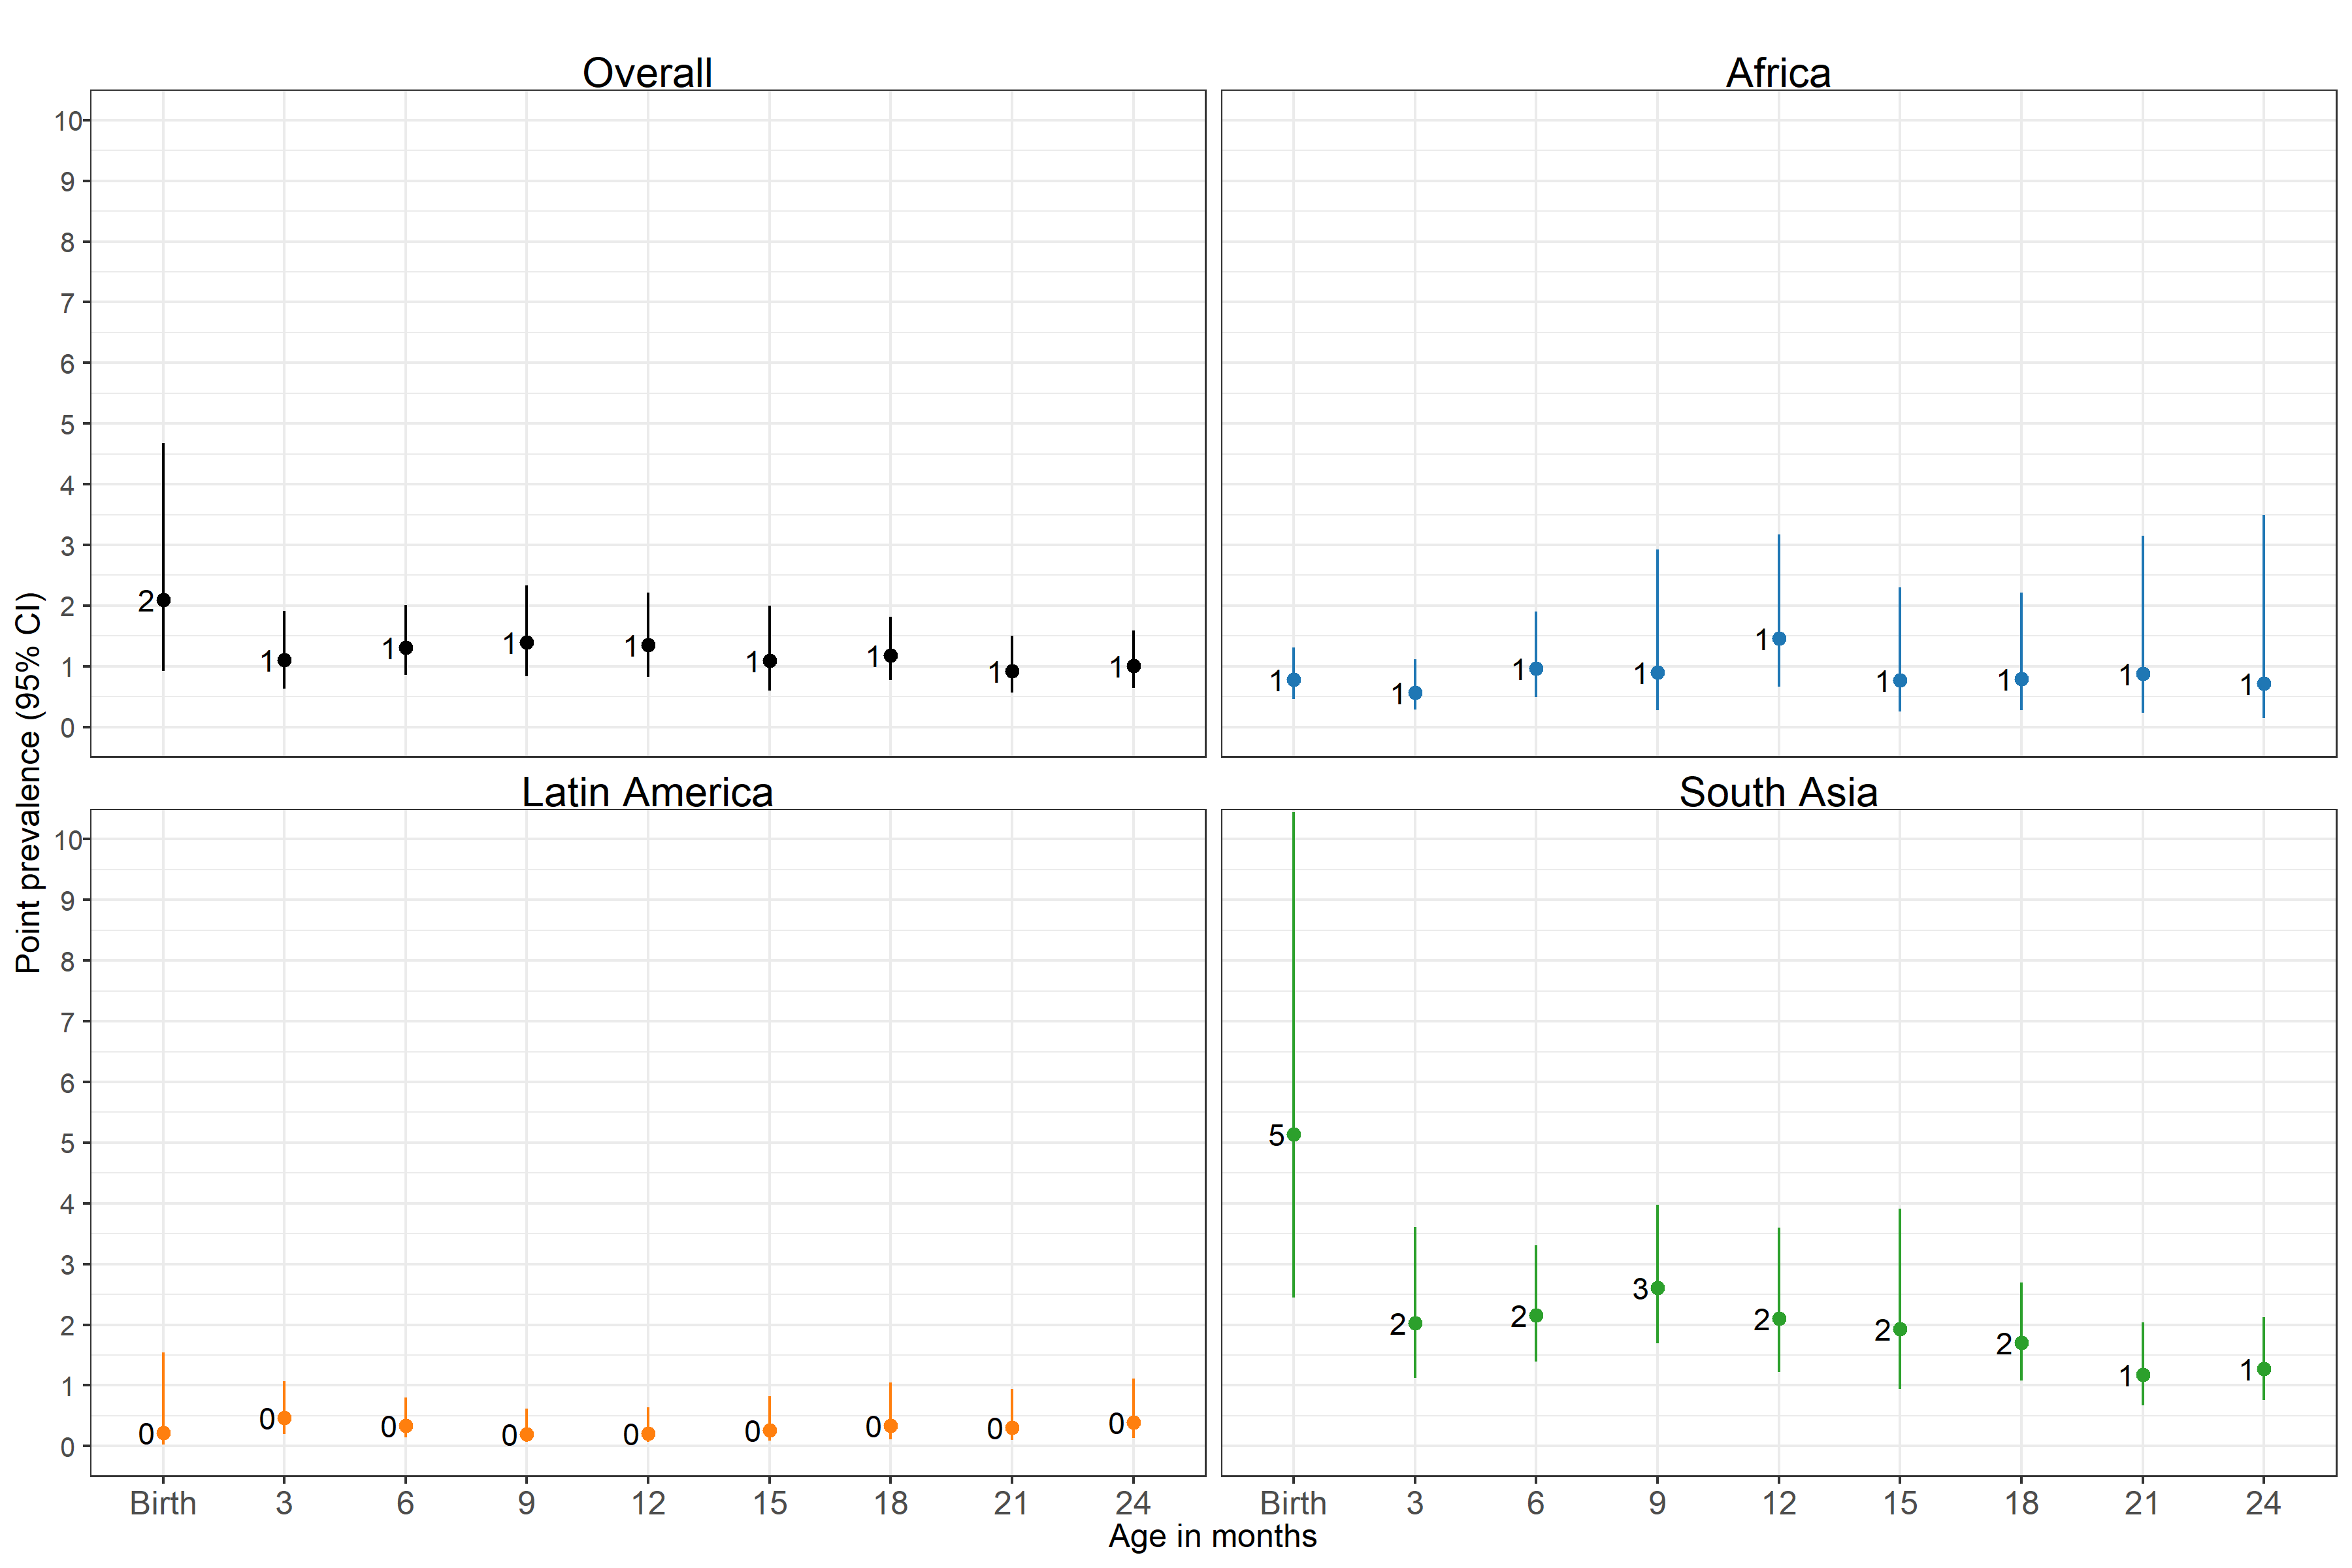 Overall
Africa
10
9
8
7
6
5
4
3
2
1
0
2 1 1 1 1 1 1 1 1
1 1 1 1 1 1 1 1 1
Point prevalence (95% CI)
Latin America
South Asia
10
9
8
7
6
5
4
3
2
1
0
0 0 0 0 0 0 0 0 0
5 2 2 3 2 2 2 1 1
Birth 3 6 9 12 15 18 21 24
Birth 3 6 9 12 15 18 21 24
Age in months